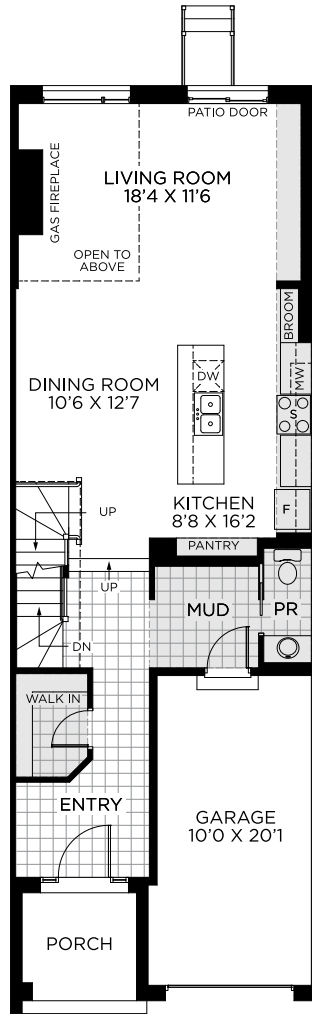 PATIO DOOR
GAS FIREPLACE
LIVING ROOM
18'4 X 11'6
OPEN TO
ABOVE
BROOM
MW
DW
DINING ROOM
10'6 X 12'7
S
KITCHEN
8'8 X 16'2
F
UP
PANTRY
UP
MUD
PR
DN
WALK IN
ENTRY
GARAGE
10'0 X 20'1
PORCH